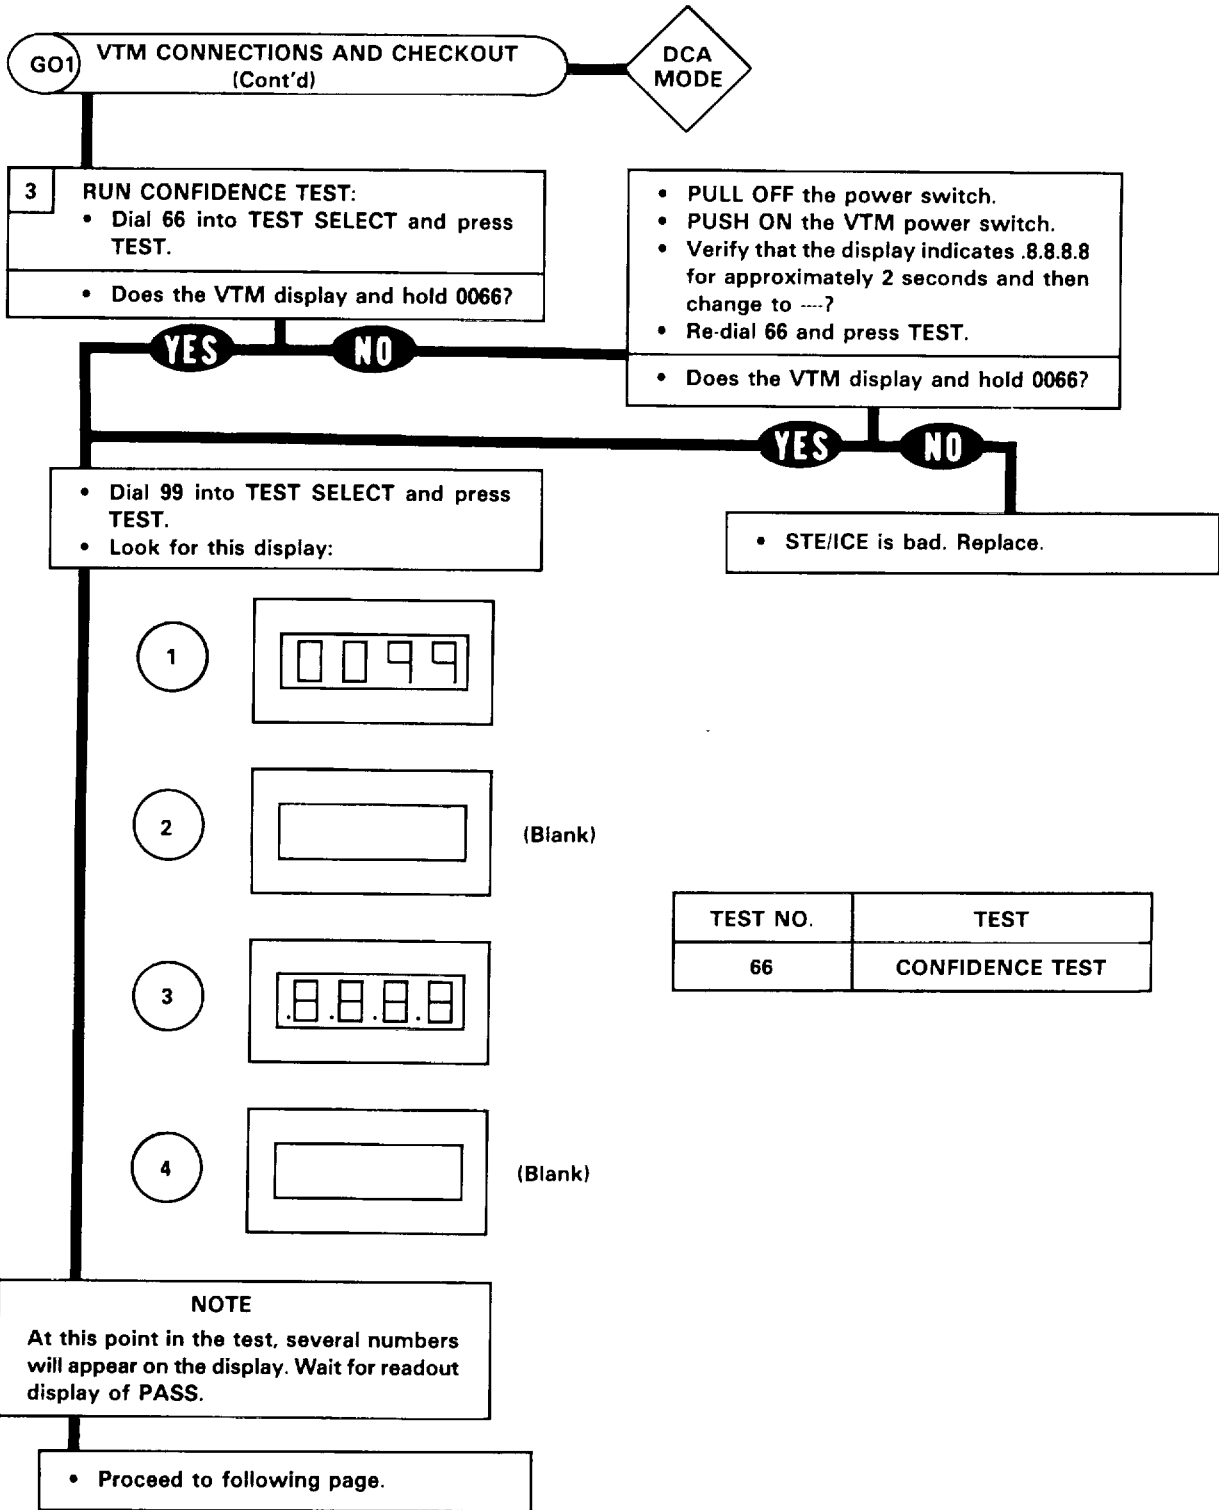 GO1
VTM CONNECTIONS AND CHECKOUT
(Cont'd)
DCA
MODE
3
RUN CONFIDENCE TEST:
• Dial 66 into TEST SELECT and press
TEST.
• Does the VTM display and hold 0066?
YES
NO
• PULL OFF the power switch.
• PUSH ON the VTM power switch.
• Verify that the display indicates .8.8.8.8
for approximately 2 seconds and then
change to ----?
• Re-dial 66 and press TEST.
• Does the VTM display and hold 0066?
YES
NO
• STE/ICE is bad. Replace.
• Dial 99 into TEST SELECT and press
TEST.
• Look for this display:
1
0099
2
(Blank)
3
.8.8.8.8
4
(Blank)
TEST NO. TEST
66 CONFIDENCE TEST
NOTE
At this point in the test, several numbers
will appear on the display. Wait for readout
display of PASS.
• Proceed to following page.